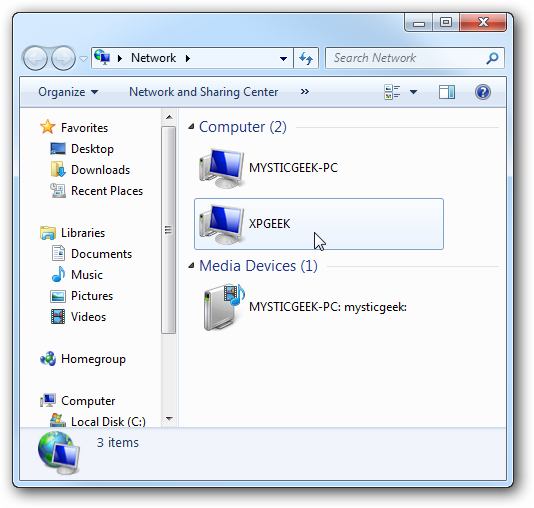 Network
Search Network
Organize
Network and Sharing Center
»
Favorites
Desktop
Downloads
Recent Places
Libraries
Documents
Music
Pictures
Videos
Homegroup
Computer
Local Disk (C:)
Computer (2)
MYSTICGEEK-PC
XPGEEK
Media Devices (1)
MYSTICGEEK-PC: mysticgeek:
3 items